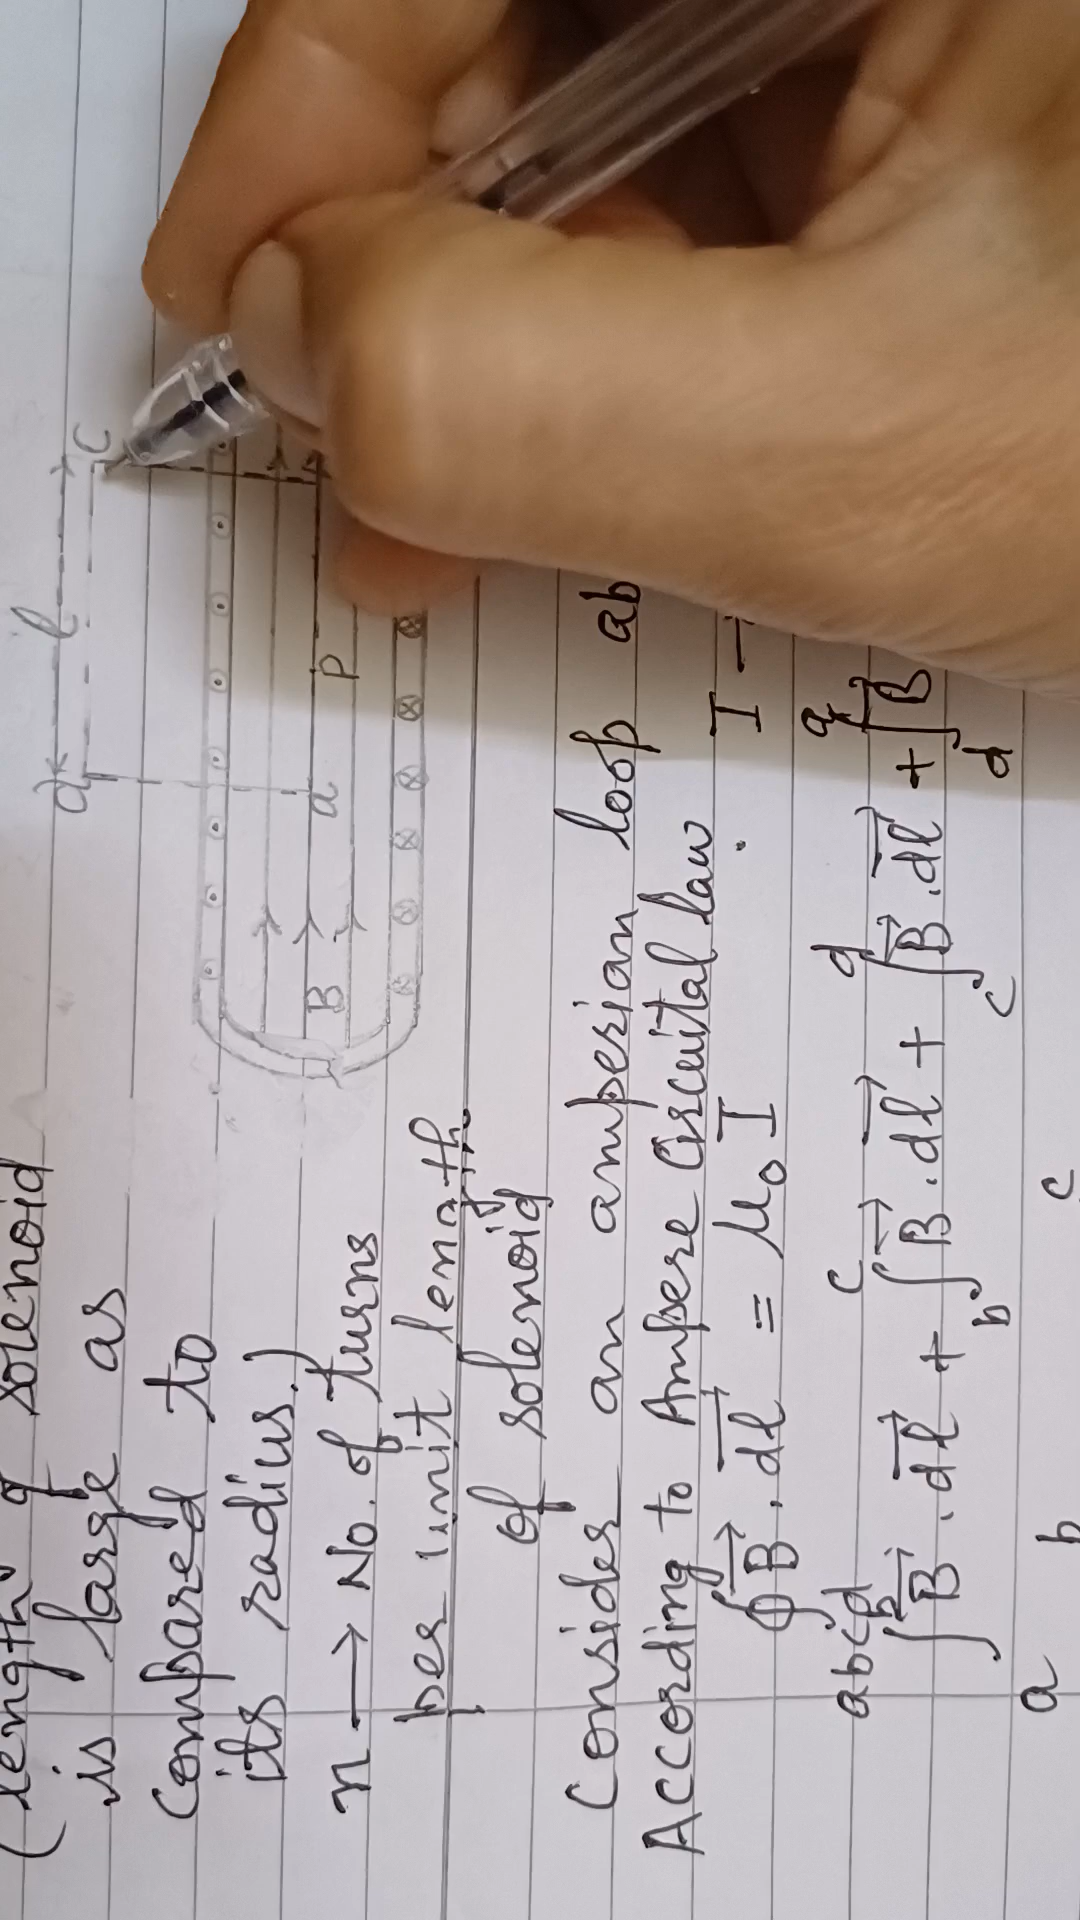 (length of solenoid
is large as
compared to
its radius.)
n → No. of turns
per unit length
of solenoid
d l C
a P
B
Consider an amperian loop ab
According to Ampere Circuital law
∮ B⃗ . dl⃗ = μ₀ I . I →
abcd
b c d a
∫ B⃗ . dl⃗ + ∫ B⃗ . dl⃗ + ∫ B⃗ . dl⃗ + ∫ B⃗
a b c d
b c